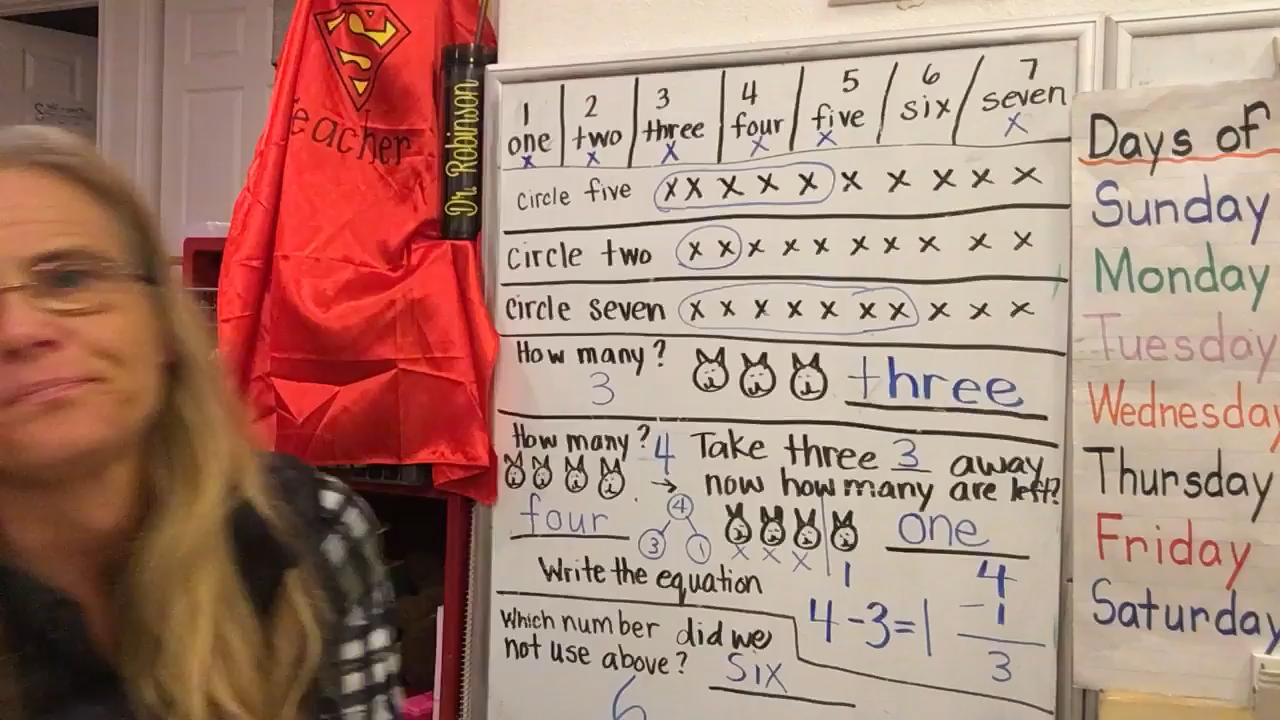 S
Teacher
Dr. Robinson
1 2 3 4 5 6 7
one two three four five six seven
x x x x x x
circle five x x x x x x x x x x
circle two x x x x x x x x x x
circle seven x x x x x x x x x x
How many?
3 three
How many? 4 Take three 3 away
→ now how many are left?
four 4 3 1 x x x one
Write the equation 1
4-3=1
4
-1
3
Which number did we
not use above? six
6
Days of
Sunday
Monday
Tuesday
Wednesday
Thursday
Friday
Saturday